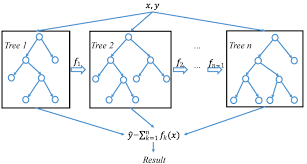 x, y
Tree 1
f₁
Tree 2
...
f₂
...
fₙ₋₁
Tree n
ŷ−∑ⁿₖ₌₁ fₖ(x)
Result